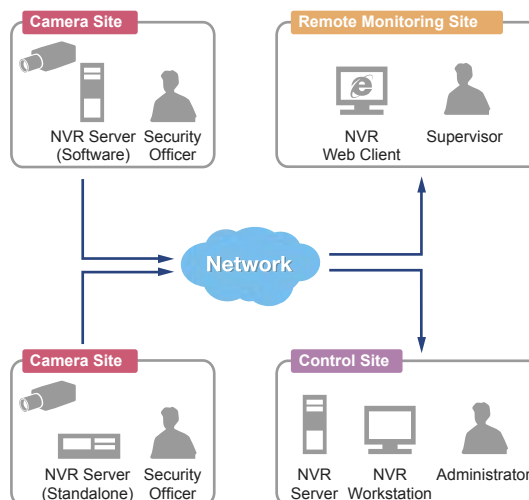 Camera Site
NVR Server
(Software)
Security
Officer
Remote Monitoring Site
NVR
Web Client
Supervisor
Network
Camera Site
NVR Server
(Standalone)
Security
Officer
Control Site
NVR
Server
NVR
Workstation
Administrator